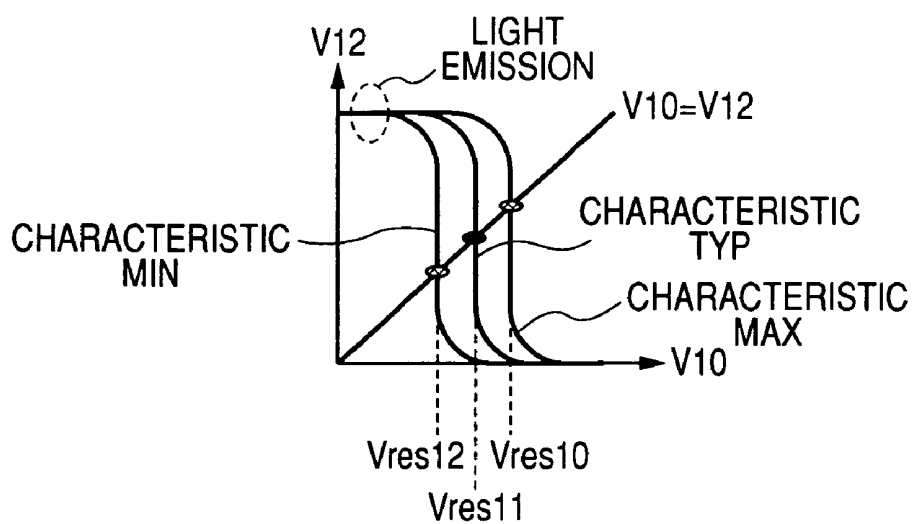 LIGHT
EMISSION
V12
V10=V12
CHARACTERISTIC
MIN
CHARACTERISTIC
TYP
CHARACTERISTIC
MAX
V10
Vres12
Vres10
Vres11